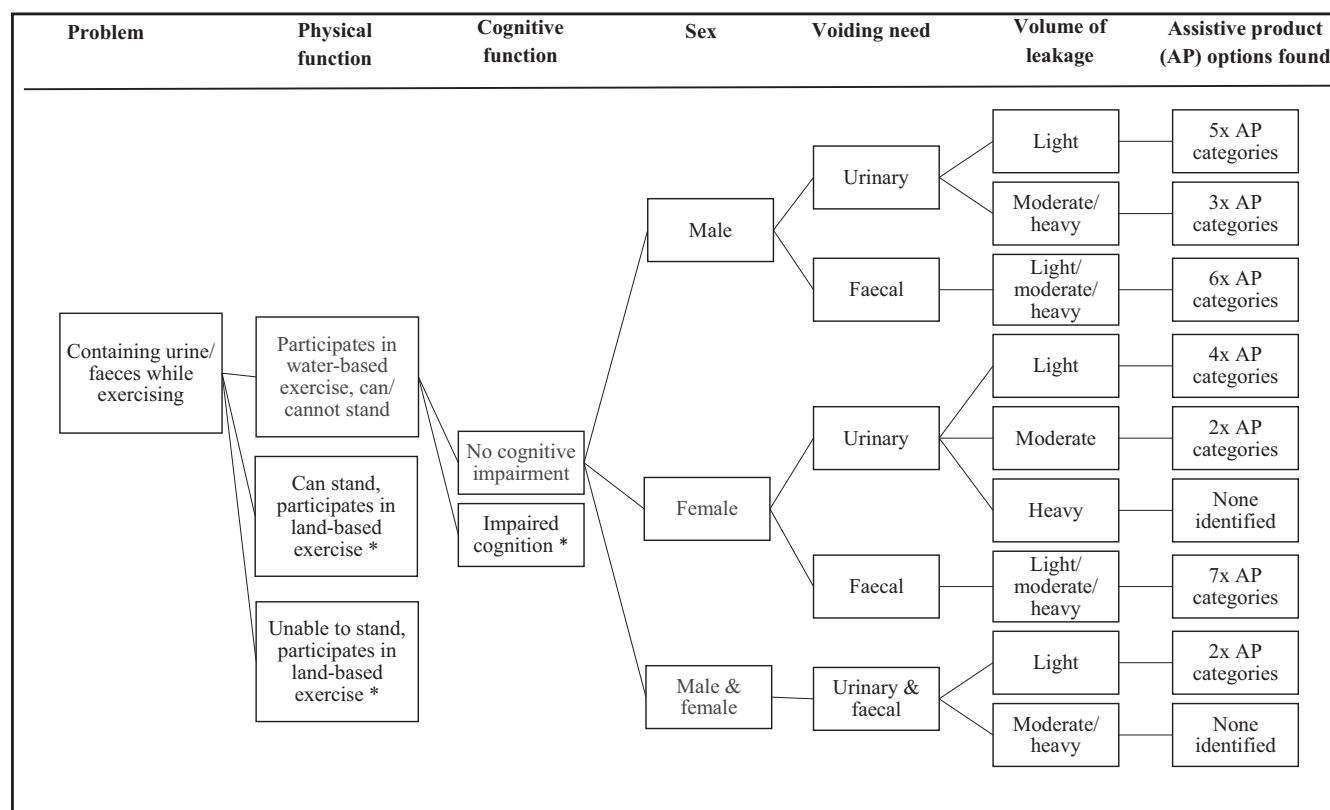 Problem
Physical
function
Cognitive
function
Sex
Voiding need
Volume of
leakage
Assistive product
(AP) options found
Containing urine/
faeces while
exercising
Participates in
water-based
exercise, can/
cannot stand
Can stand,
participates in
land-based
exercise *
Unable to stand,
participates in
land-based
exercise *
No cognitive
impairment
Impaired
cognition *
Male
Female
Male &
female
Urinary
Faecal
Urinary
Faecal
Urinary &
faecal
Light
Moderate/
heavy
Light/
moderate/
heavy
Light
Moderate
Heavy
Light/
moderate/
heavy
Light
Moderate/
heavy
5x AP
categories
3x AP
categories
6x AP
categories
4x AP
categories
2x AP
categories
None
identified
7x AP
categories
2x AP
categories
None
identified